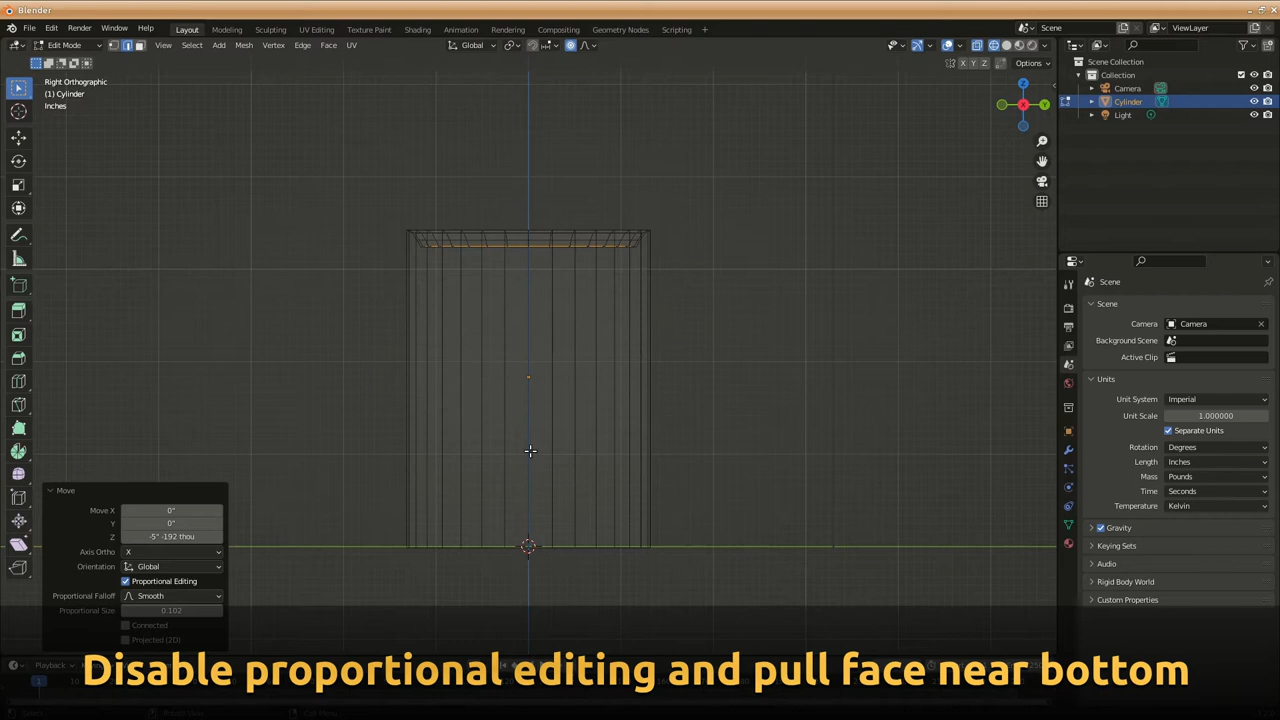 Blender
File Edit Render Window Help
Layout Modeling Sculpting UV Editing Texture Paint Shading Animation Rendering Compositing Geometry Nodes Scripting +
Scene ViewLayer
Edit Mode View Select Add Mesh Vertex Edge Face UV Global
X Y Z Options
Right Orthographic
(1) Cylinder
Inches
Z
X Y
Scene Collection
Collection
Camera
Cylinder
Light
Scene
Scene
Camera Camera
Background Scene
Active Clip
Units
Unit System Imperial
Unit Scale 1.000000
Separate Units
Rotation Degrees
Length Inches
Mass Pounds
Time Seconds
Temperature Kelvin
Gravity
Keying Sets
Audio
Rigid Body World
Custom Properties
Move
Move X 0"
Y 0"
Z -5" -192 thou
Axis Ortho X
Orientation Global
Proportional Editing
Proportional Falloff Smooth
Proportional Size 0.102
Connected
Projected (2D)
Playback
1 10
Disable proportional editing and pull face near bottom